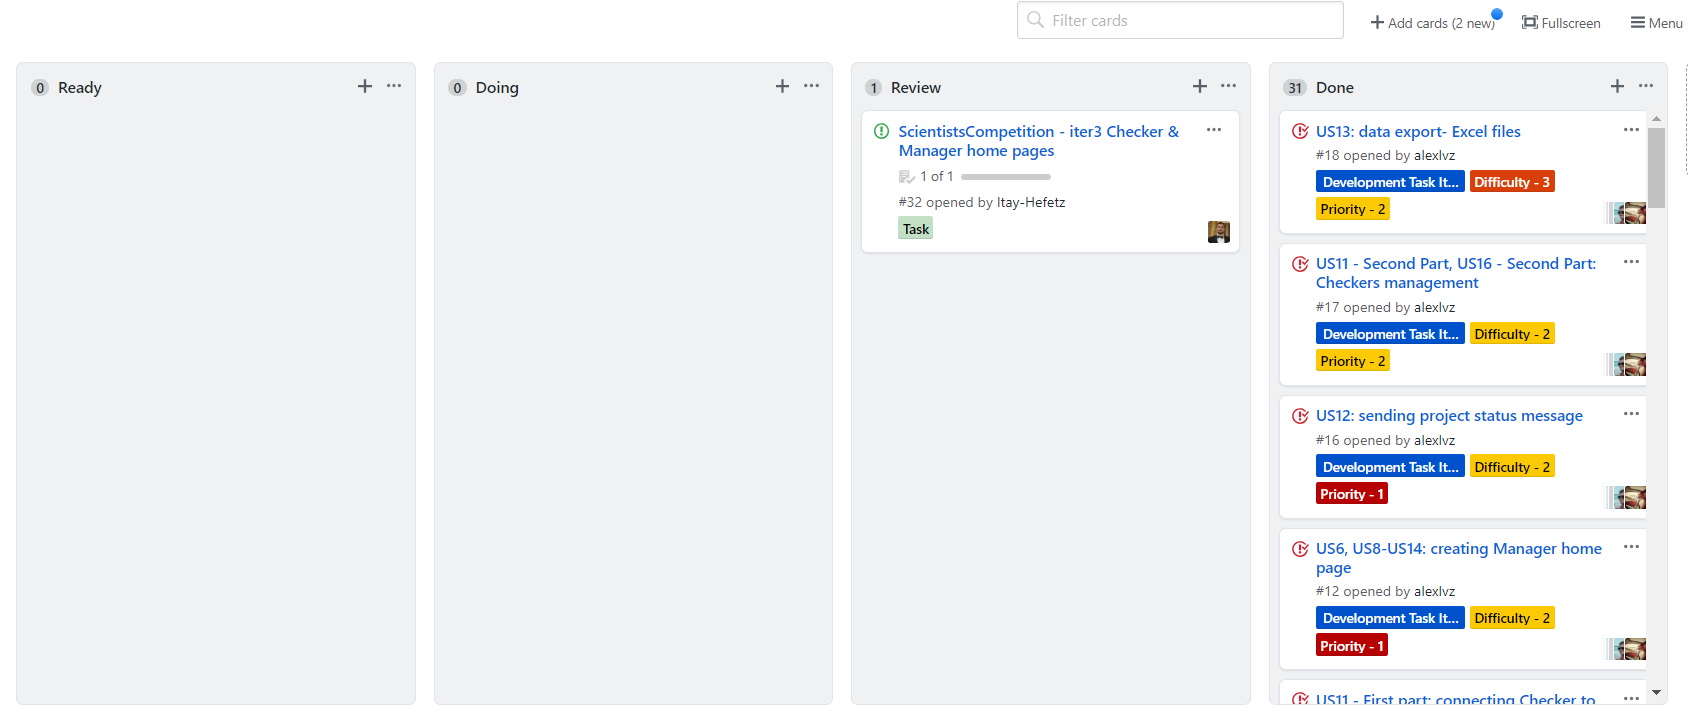 Filter cards
Add cards (2 new)
Fullscreen
Menu
0 Ready
0 Doing
1 Review
ScientistsCompetition - iter3 Checker &
Manager home pages
1 of 1
#32 opened by Itay-Hefetz
Task
31 Done
US13: data export- Excel files
#18 opened by alexlvz
Development Task It... Difficulty - 3
Priority - 2
US11 - Second Part, US16 - Second Part:
Checkers management
#17 opened by alexlvz
Development Task It... Difficulty - 2
Priority - 2
US12: sending project status message
#16 opened by alexlvz
Development Task It... Difficulty - 2
Priority - 1
US6, US8-US14: creating Manager home
page
#12 opened by alexlvz
Development Task It... Difficulty - 2
Priority - 1
US11 - First part: connecting Checker to